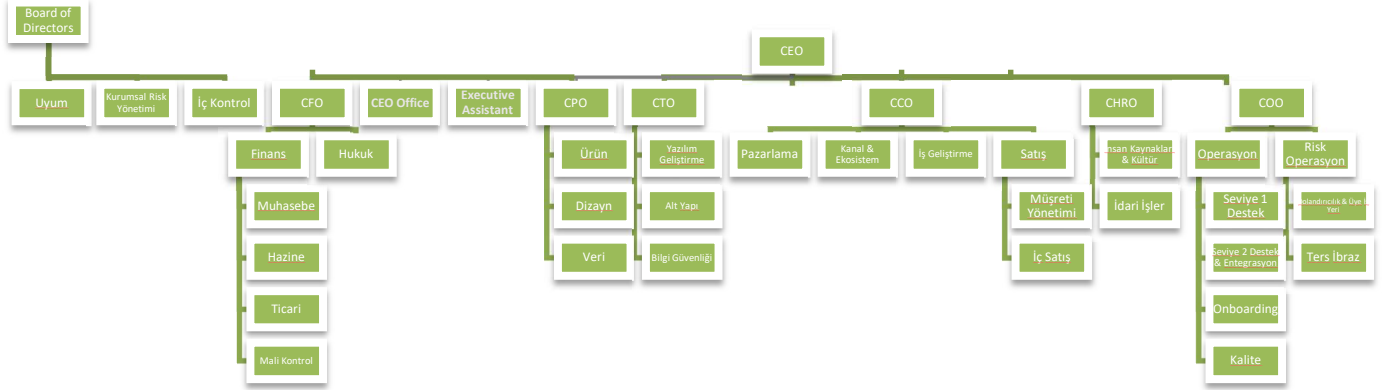 Board of
Directors
CEO
Uyum
Kurumsal Risk
Yönetimi
İç Kontrol
CFO
CEO Office
Executive
Assistant
CPO
CTO
CCO
CHRO
COO
Finans
Hukuk
Ürün
Yazılım
Geliştirme
Pazarlama
Kanal &
Ekosistem
İş Geliştirme
Satış
nsan Kaynakları
& Kültür
Operasyon
Risk
Operasyon
Muhasebe
Dizayn
Alt Yapı
Müşreti
Yönetimi
İdari İşler
Seviye 1
Destek
olandırıcılık & Üye İ
Yeri
Hazine
Veri
Bilgi Güvenliği
İç Satış
Seviye 2 Destek
& Entegrasyon
Ters İbraz
Ticari
Onboarding
Mali Kontrol
Kalite